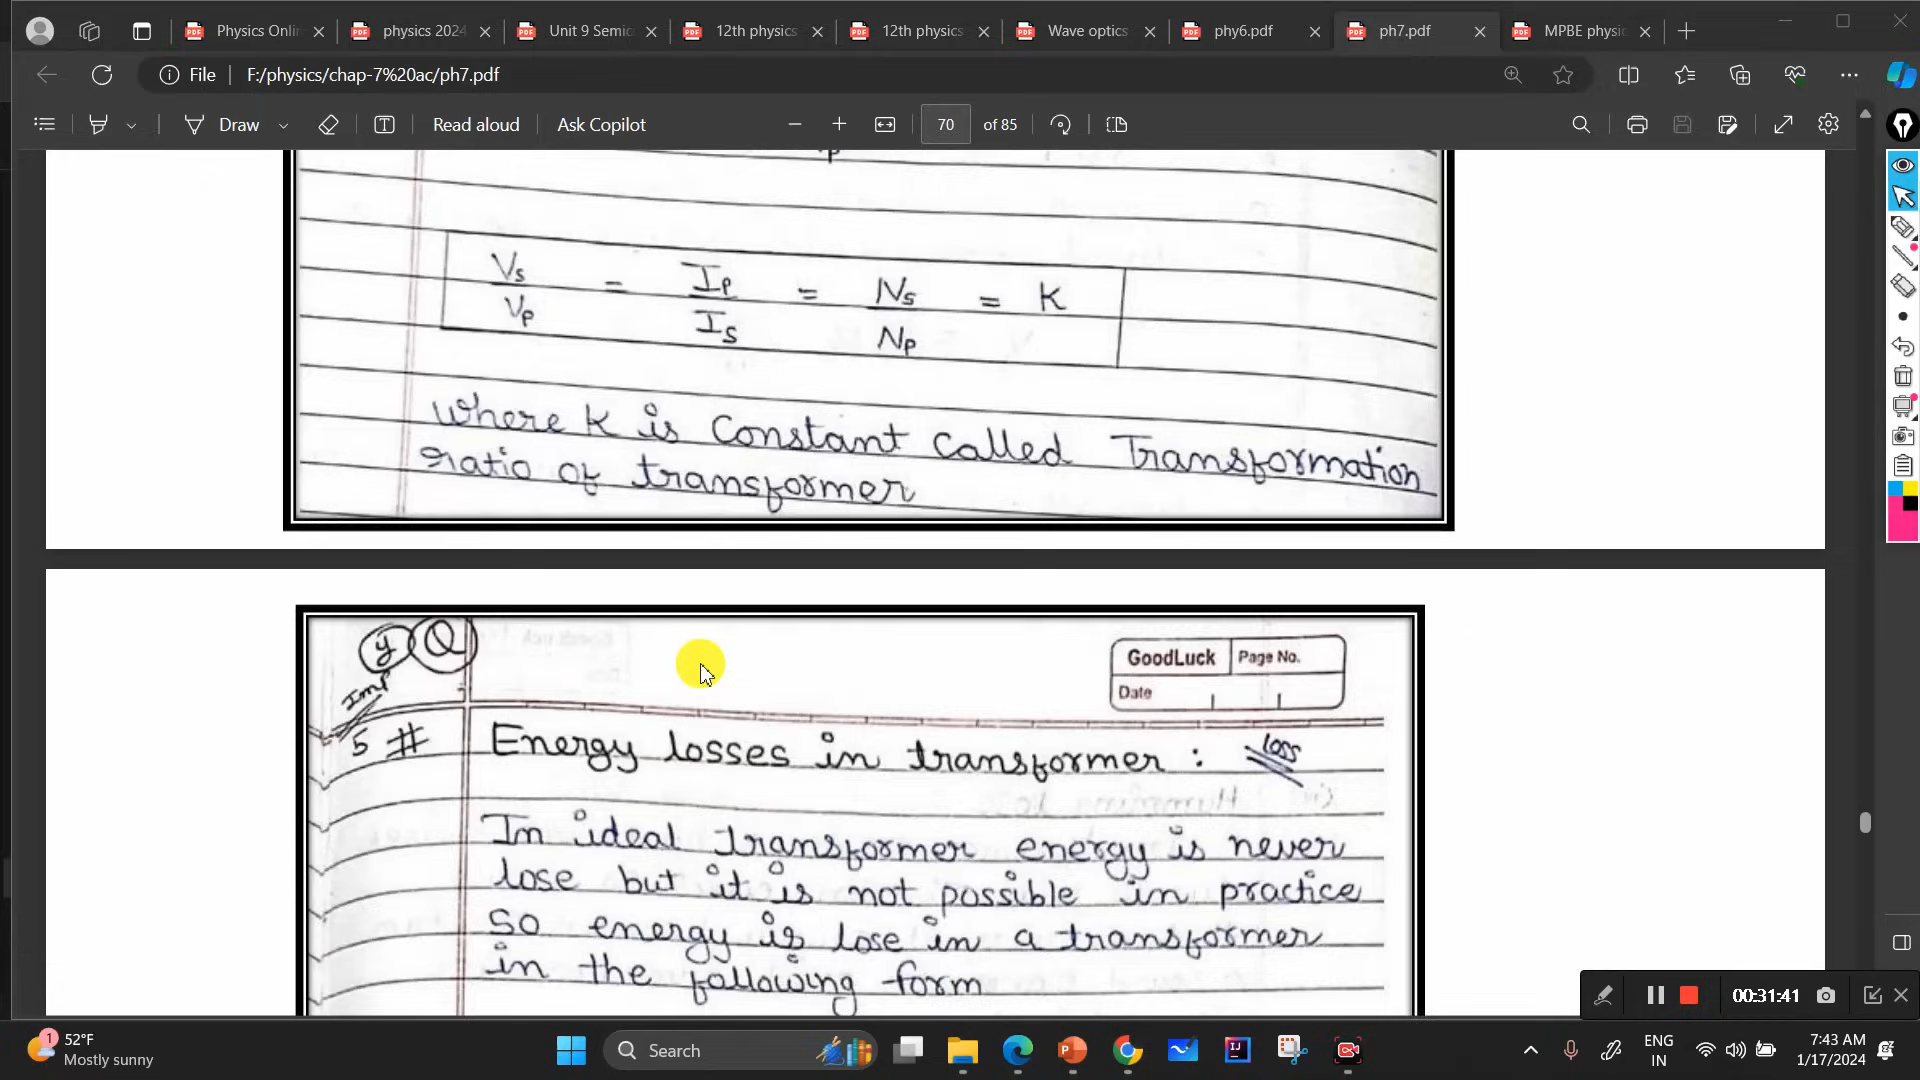 Physics Onlin
physics 2024
Unit 9 Semic
12th physics
12th physics
Wave optics
phy6.pdf
ph7.pdf
MPBE physic
File
F:/physics/chap-7%20ac/ph7.pdf
Draw
Read aloud
Ask Copilot
70 of 85
Vs = Ip = Ns = K
Vp Is Np
Where K is Constant called Transformation
ratio of transformer
y Q
GoodLuck Page No.
Date
Imp
5 # Energy losses in transformer : loss
In ideal transformer energy is never
lose but it is not possible in practice
So energy is lose in a transformer
in the following form
00:31:41
1
52°F
Mostly sunny
Search
ENG
IN
7:43 AM
1/17/2024